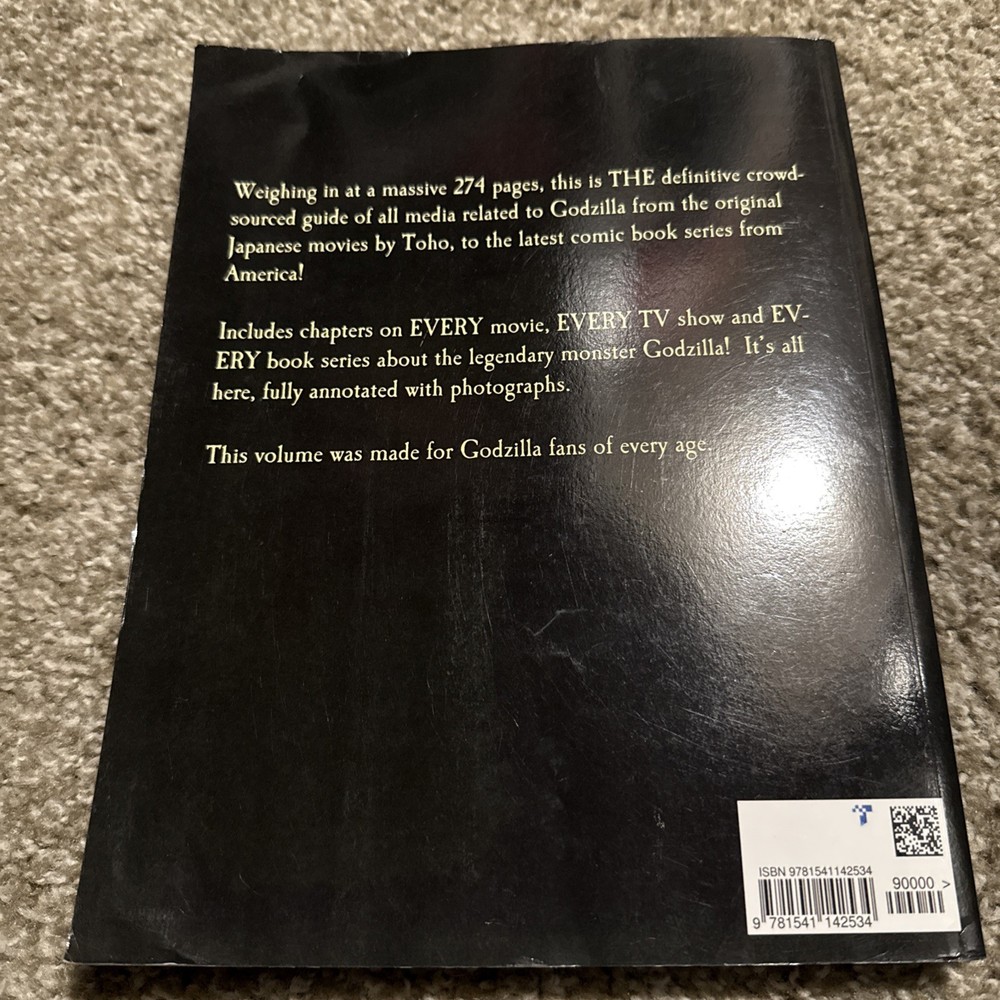 Weighing in at a massive 274 pages, this is THE definitive crowd-
sourced guide of all media related to Godzilla from the original
Japanese movies by Toho, to the latest comic book series from
America!
Includes chapters on EVERY movie, EVERY TV show and EV-
ERY book series about the legendary monster Godzilla! It's all
here, fully annotated with photographs.
This volume was made for Godzilla fans of every age.
ISBN 9781541142534
90000 >
9 781541 142534